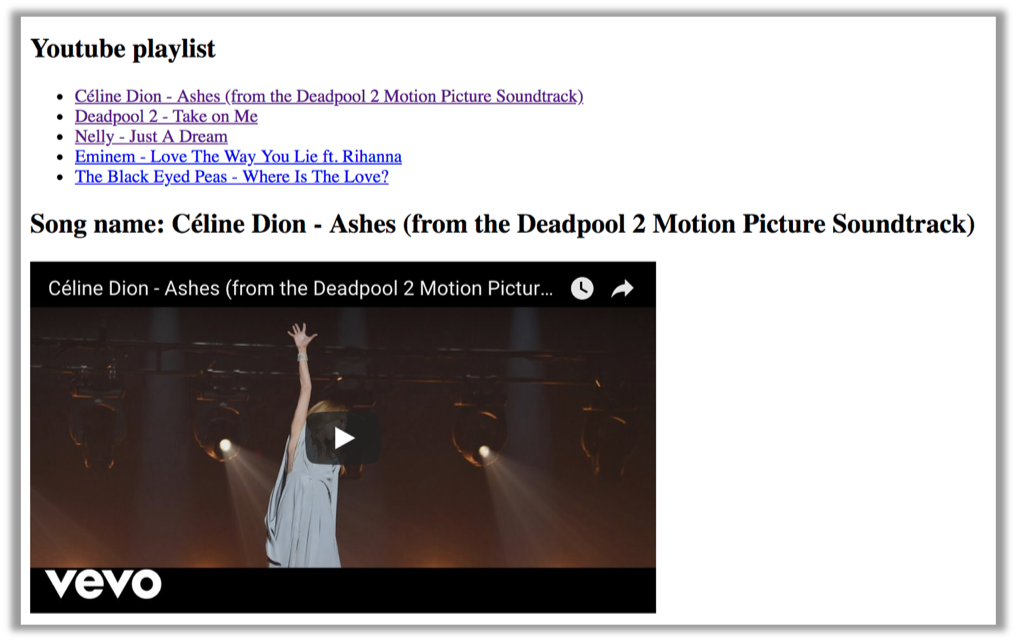 Youtube playlist
Céline Dion - Ashes (from the Deadpool 2 Motion Picture Soundtrack)
Deadpool 2 - Take on Me
Nelly - Just A Dream
Eminem - Love The Way You Lie ft. Rihanna
The Black Eyed Peas - Where Is The Love?
Song name: Céline Dion - Ashes (from the Deadpool 2 Motion Picture Soundtrack)
Céline Dion - Ashes (from the Deadpool 2 Motion Pictur...
vevo